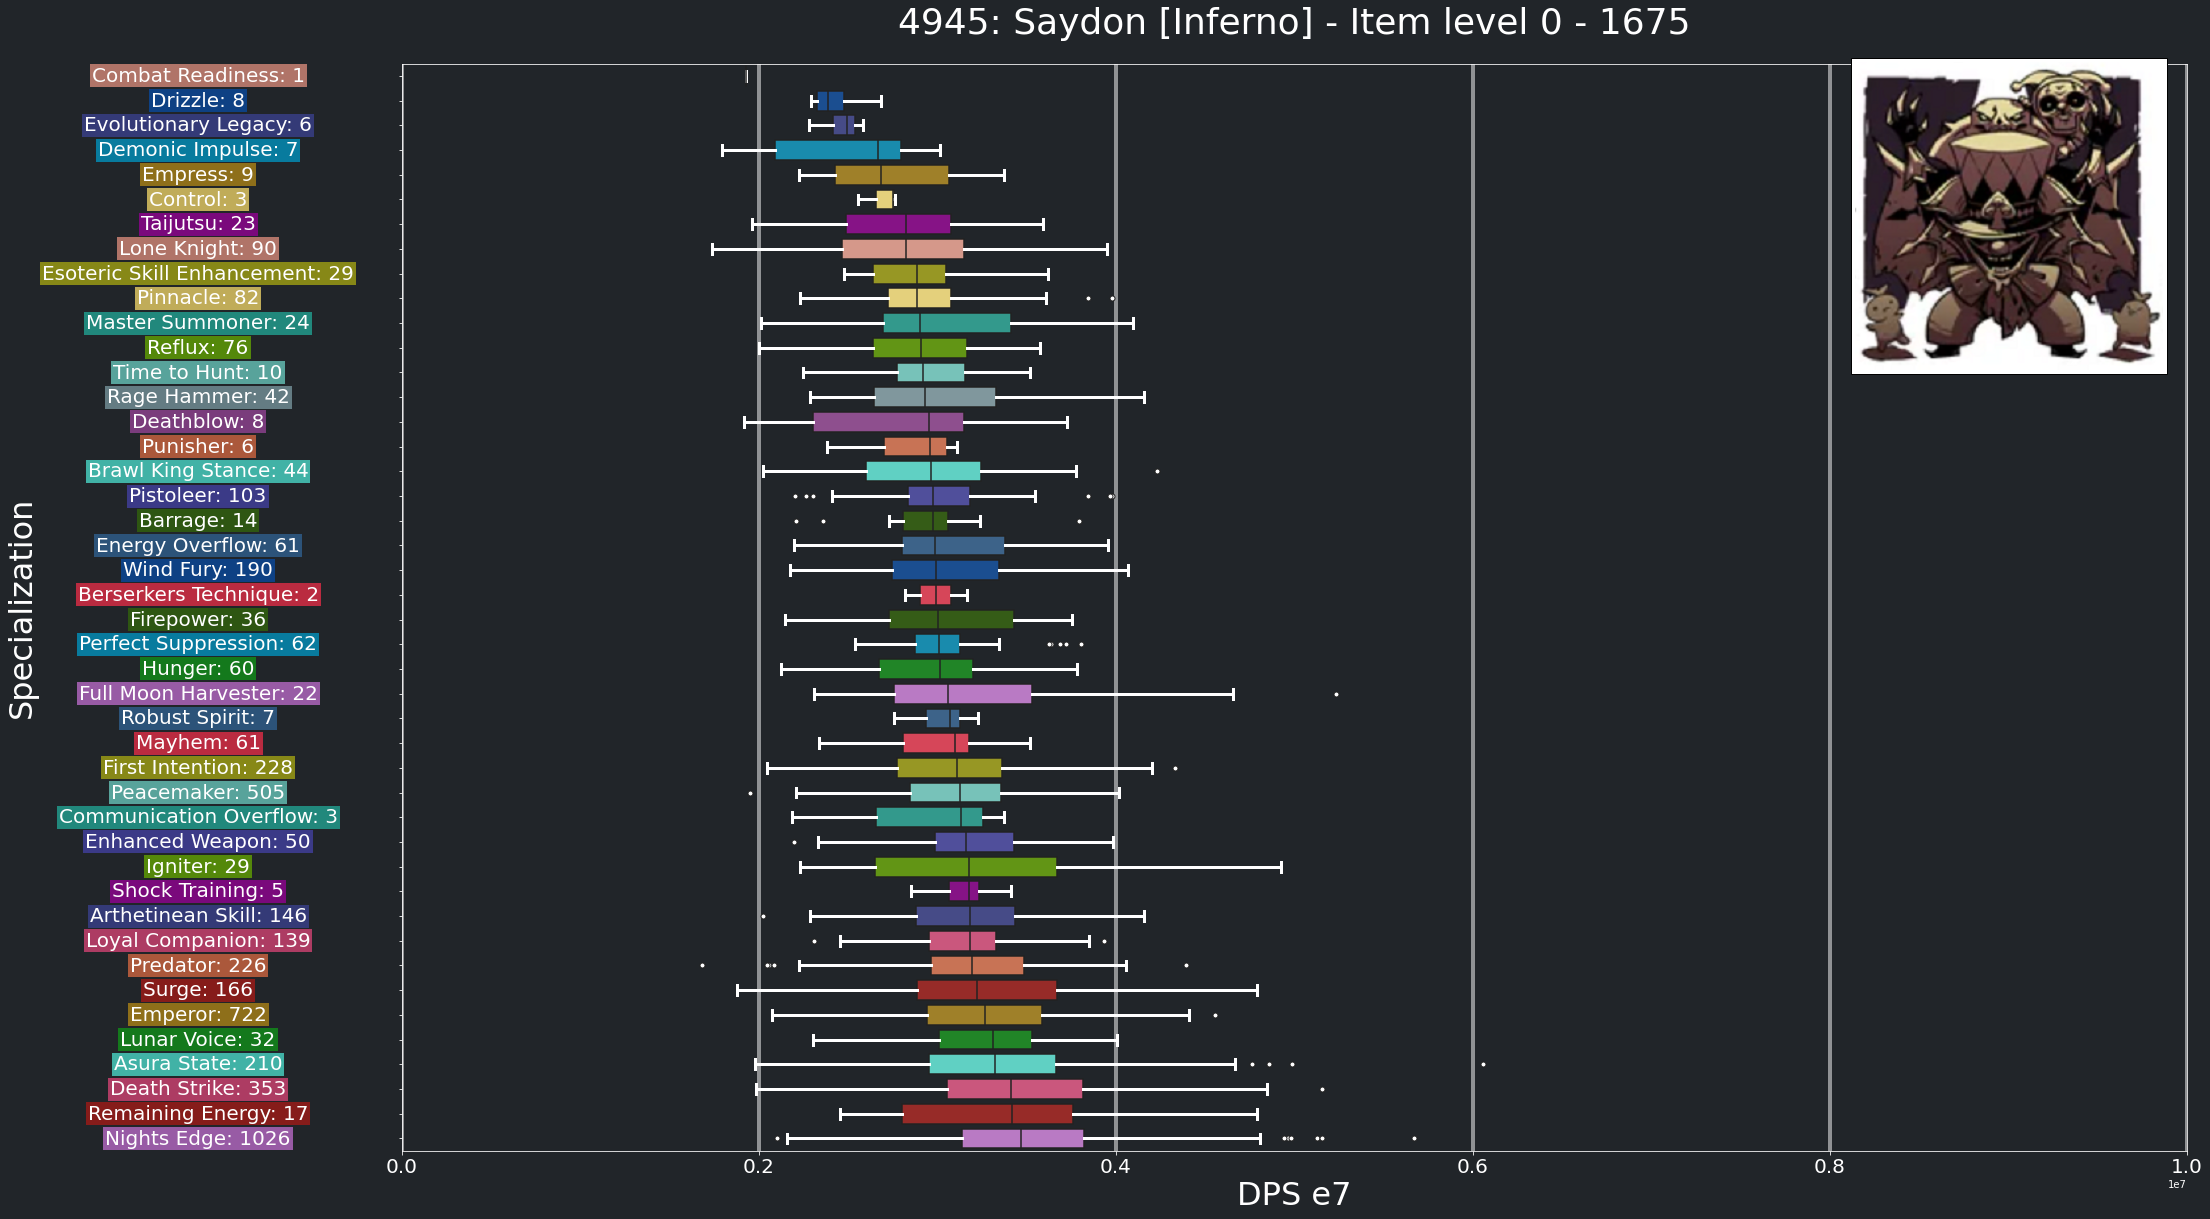 4945: Saydon [Inferno] - Item level 0 - 1675
Specialization
Combat Readiness: 1
Drizzle: 8
Evolutionary Legacy: 6
Demonic Impulse: 7
Empress: 9
Control: 3
Taijutsu: 23
Lone Knight: 90
Esoteric Skill Enhancement: 29
Pinnacle: 82
Master Summoner: 24
Reflux: 76
Time to Hunt: 10
Rage Hammer: 42
Deathblow: 8
Punisher: 6
Brawl King Stance: 44
Pistoleer: 103
Barrage: 14
Energy Overflow: 61
Wind Fury: 190
Berserkers Technique: 2
Firepower: 36
Perfect Suppression: 62
Hunger: 60
Full Moon Harvester: 22
Robust Spirit: 7
Mayhem: 61
First Intention: 228
Peacemaker: 505
Communication Overflow: 3
Enhanced Weapon: 50
Igniter: 29
Shock Training: 5
Arthetinean Skill: 146
Loyal Companion: 139
Predator: 226
Surge: 166
Emperor: 722
Lunar Voice: 32
Asura State: 210
Death Strike: 353
Remaining Energy: 17
Nights Edge: 1026
0.0 0.2 0.4 0.6 0.8 1.0
1e7
DPS e7